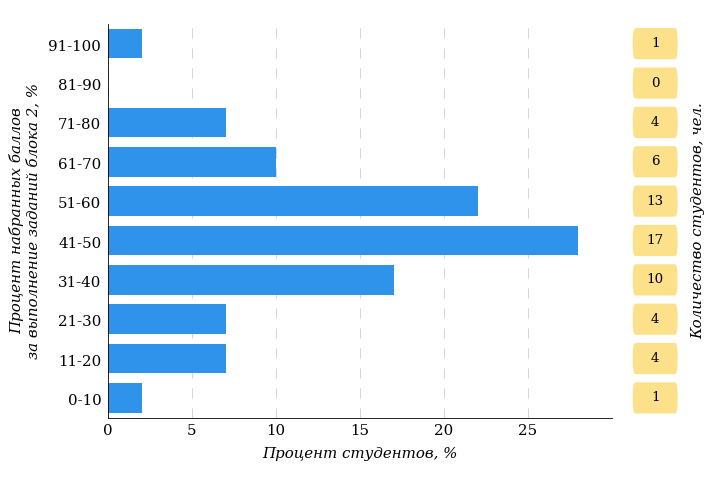 Процент набранных баллов
за выполнение заданий блока 2, %
91-100 1
81-90 0
71-80 4
61-70 6
51-60 13
41-50 17
31-40 10
21-30 4
11-20 4
0-10 1
0 5 10 15 20 25
Процент студентов, %
Количество студентов, чел.